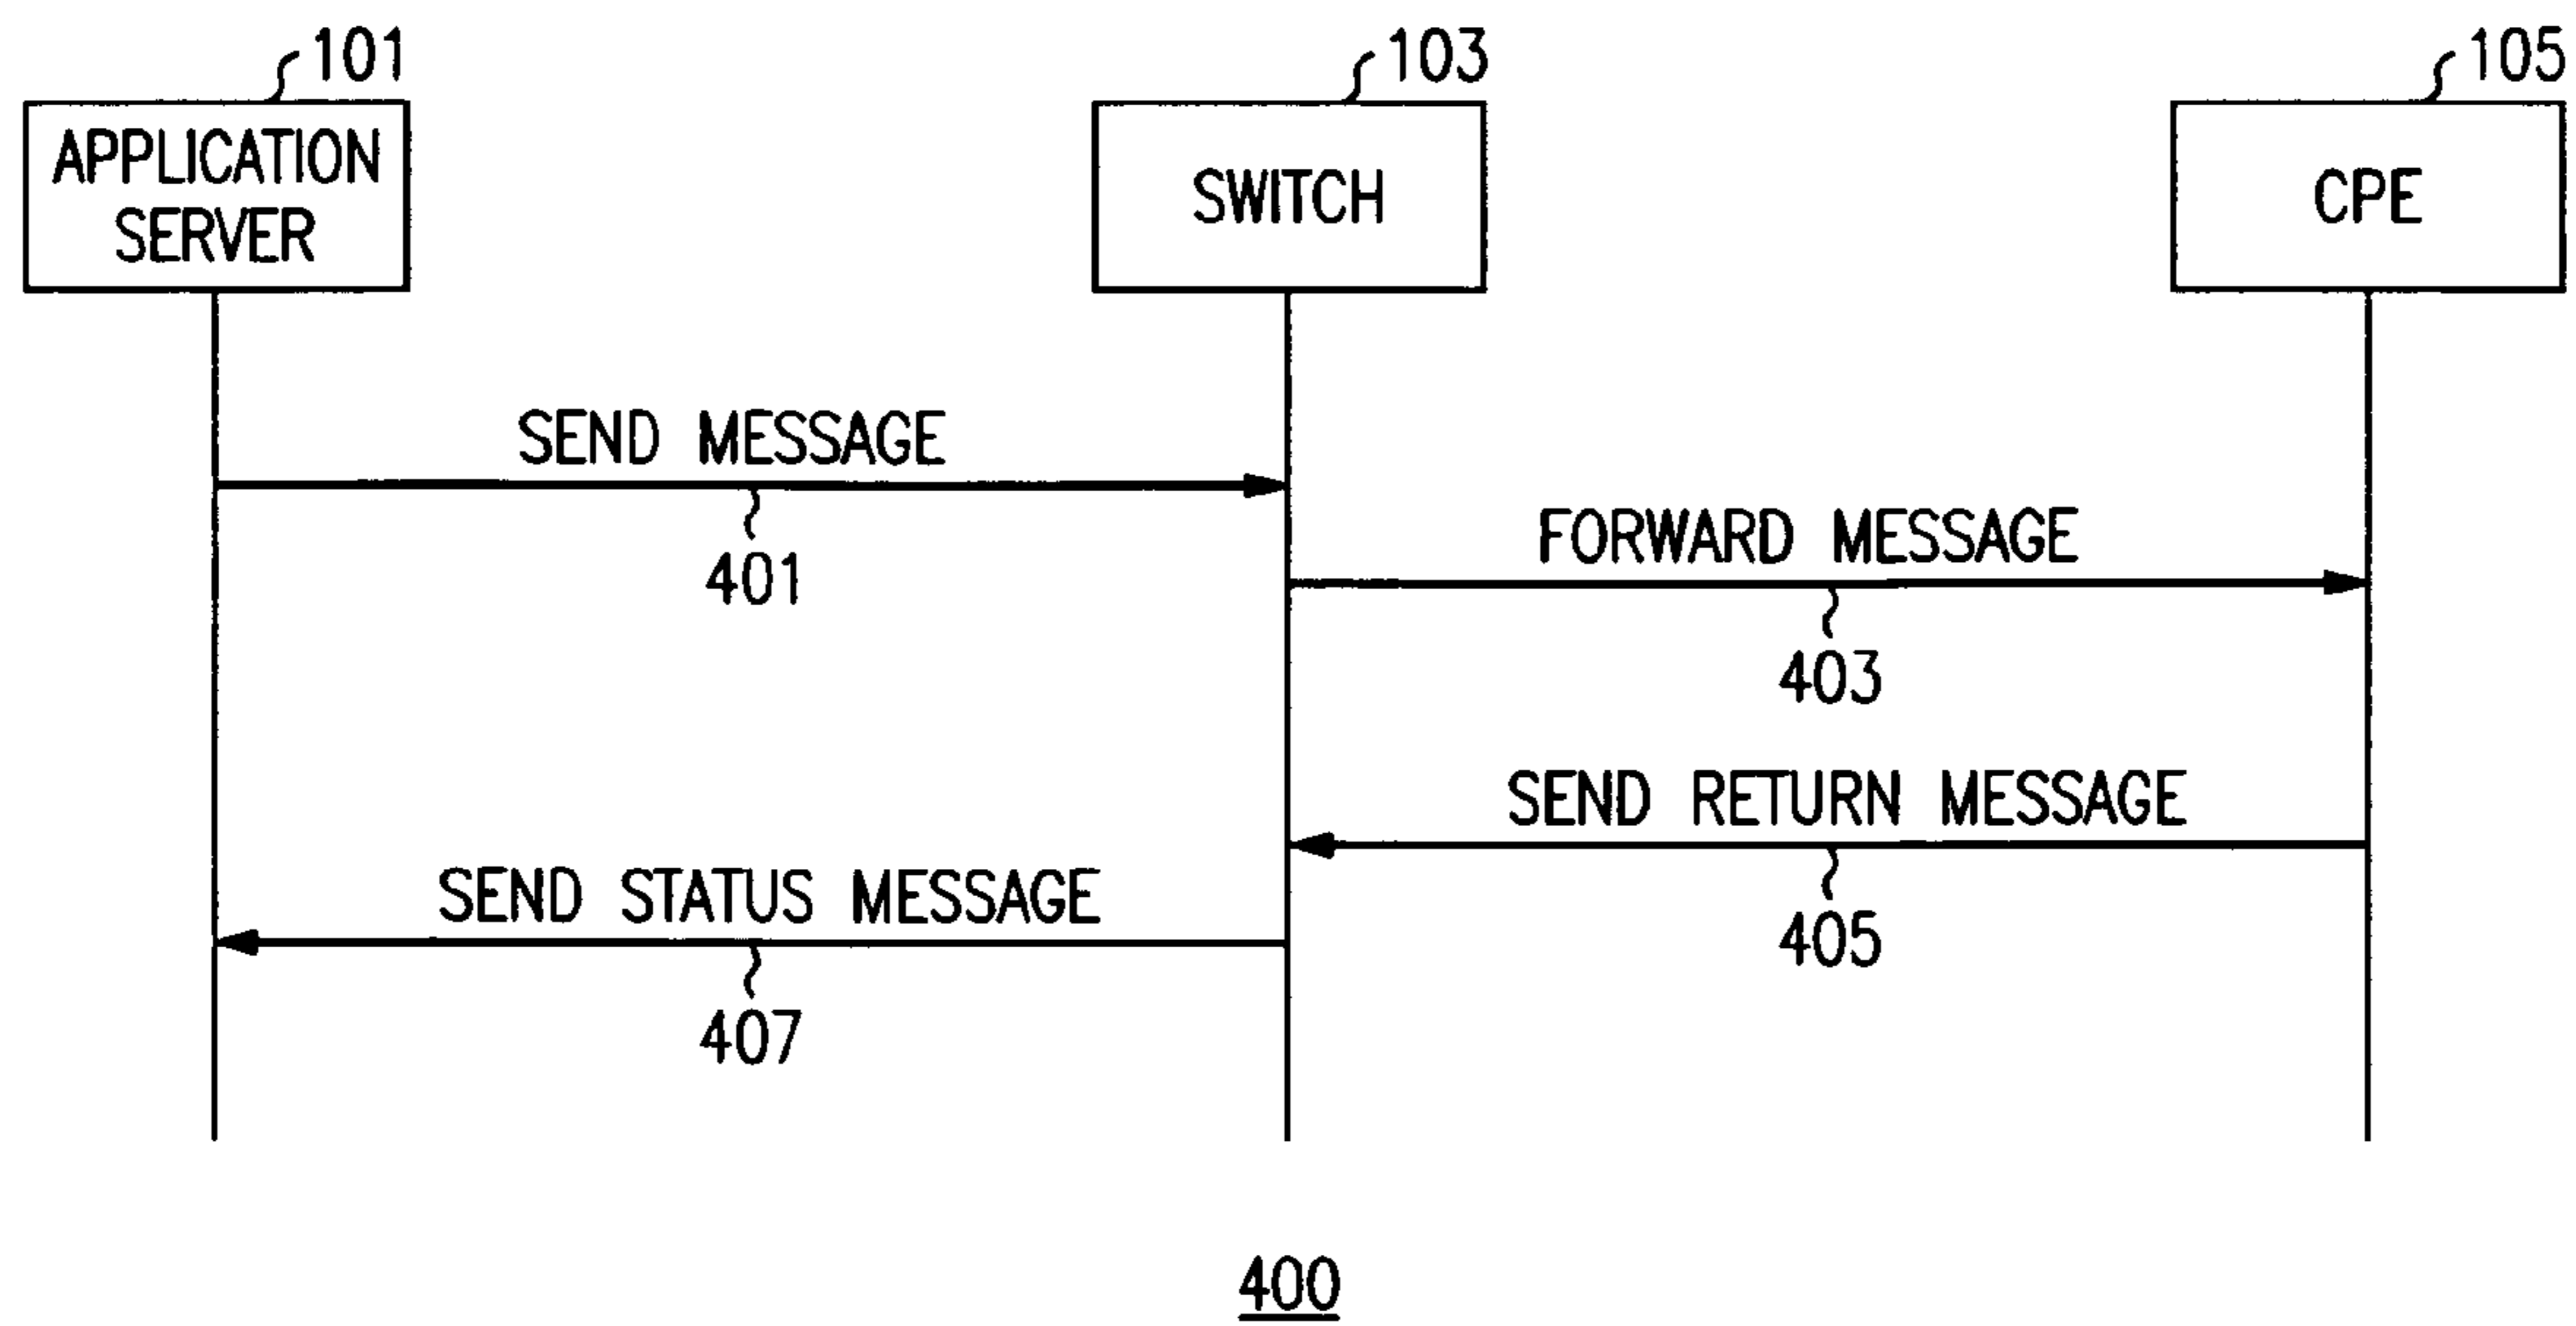 101
103
105
APPLICATION
SERVER
SWITCH
CPE
SEND MESSAGE
401
FORWARD MESSAGE
403
SEND RETURN MESSAGE
405
SEND STATUS MESSAGE
407
400